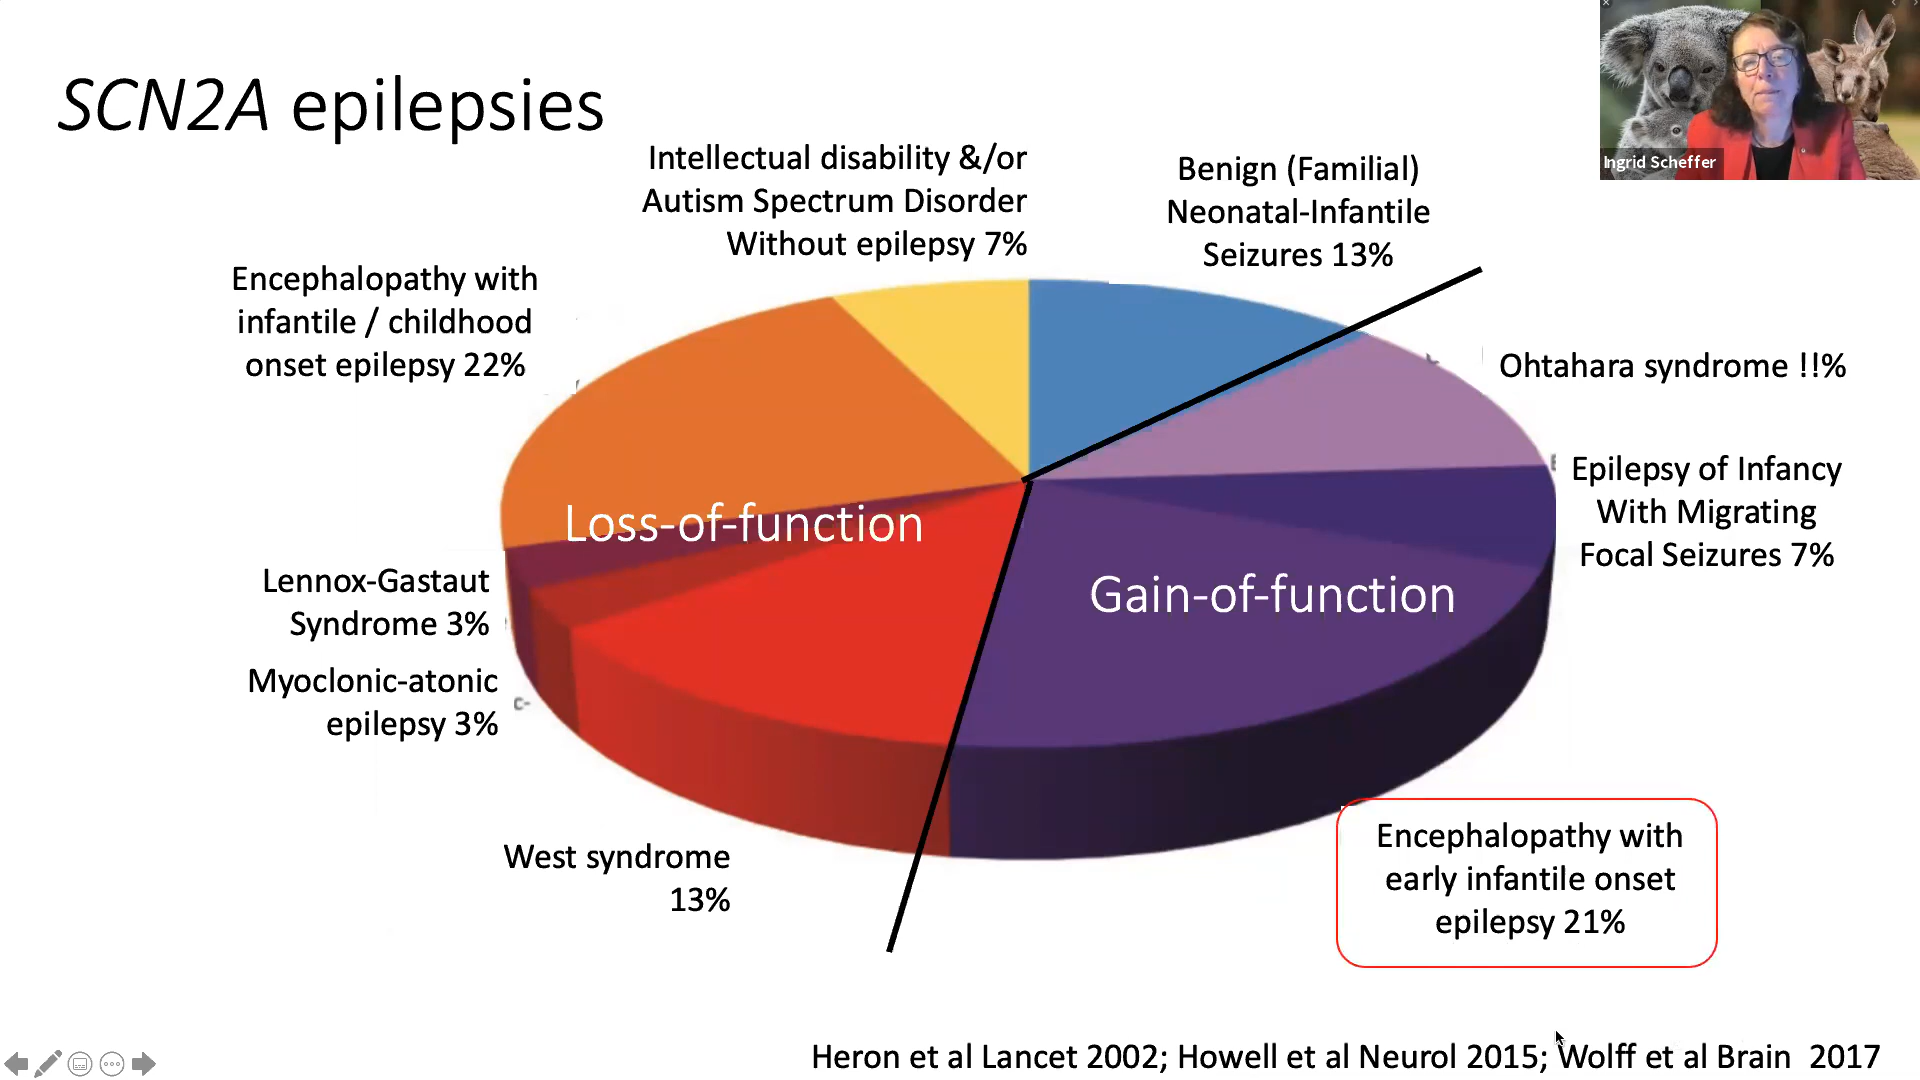 SCN2A epilepsies
Ingrid Scheffer
Intellectual disability &/or
Autism Spectrum Disorder
Without epilepsy 7%
Benign (Familial)
Neonatal-Infantile
Seizures 13%
Encephalopathy with
infantile / childhood
onset epilepsy 22%
Ohtahara syndrome !!%
Epilepsy of Infancy
With Migrating
Focal Seizures 7%
Loss-of-function
Gain-of-function
Lennox-Gastaut
Syndrome 3%
Myoclonic-atonic
epilepsy 3%
c-
West syndrome
13%
Encephalopathy with
early infantile onset
epilepsy 21%
Heron et al Lancet 2002; Howell et al Neurol 2015; Wolff et al Brain 2017